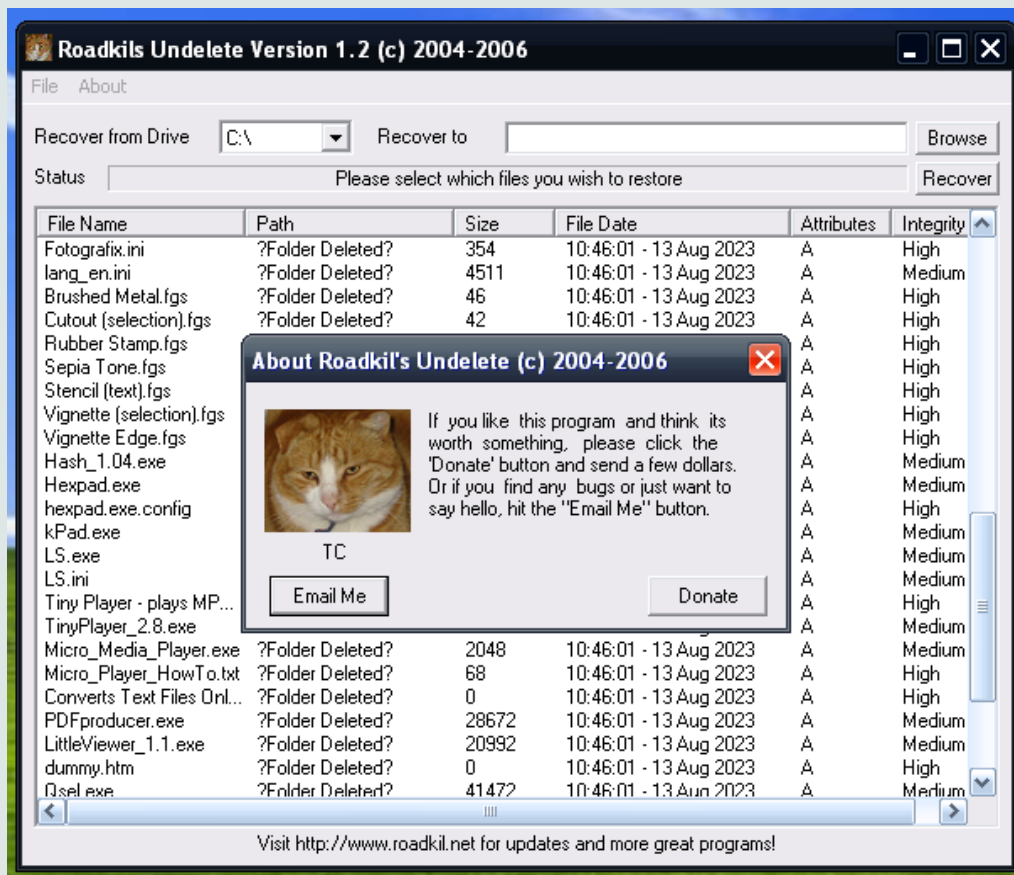 Roadkils Undelete Version 1.2 (c) 2004-2006
File About
Recover from Drive C:\ Recover to Browse
Status Please select which files you wish to restore Recover
File Name Path Size File Date Attributes Integrity
Fotografix.ini ?Folder Deleted? 354 10:46:01 - 13 Aug 2023 A High
lang_en.ini ?Folder Deleted? 4511 10:46:01 - 13 Aug 2023 A Medium
Brushed Metal.fgs ?Folder Deleted? 46 10:46:01 - 13 Aug 2023 A High
Cutout (selection).fgs ?Folder Deleted? 42 10:46:01 - 13 Aug 2023 A High
Rubber Stamp.fgs A High
Sepia Tone.fgs A High
Stencil (text).fgs A High
Vignette (selection).fgs A High
Vignette Edge.fgs A High
Hash_1.04.exe A Medium
Hexpad.exe A Medium
hexpad.exe.config A High
kPad.exe A Medium
LS.exe A Medium
LS.ini A Medium
Tiny Player - plays MP... A High
TinyPlayer_2.8.exe A Medium
Micro_Media_Player.exe ?Folder Deleted? 2048 10:46:01 - 13 Aug 2023 A Medium
Micro_Player_HowTo.txt ?Folder Deleted? 68 10:46:01 - 13 Aug 2023 A High
Converts Text Files Onl... ?Folder Deleted? 0 10:46:01 - 13 Aug 2023 A High
PDFproducer.exe ?Folder Deleted? 28672 10:46:01 - 13 Aug 2023 A Medium
LittleViewer_1.1.exe ?Folder Deleted? 20992 10:46:01 - 13 Aug 2023 A Medium
dummy.htm ?Folder Deleted? 0 10:46:01 - 13 Aug 2023 A High
Qsel.exe ?Folder Deleted? 41472 10:46:01 - 13 Aug 2023 A Medium
About Roadkil's Undelete (c) 2004-2006
If you like this program and think its
worth something, please click the
'Donate' button and send a few dollars.
Or if you find any bugs or just want to
say hello, hit the "Email Me" button.
TC
Email Me Donate
Visit http://www.roadkil.net for updates and more great programs!